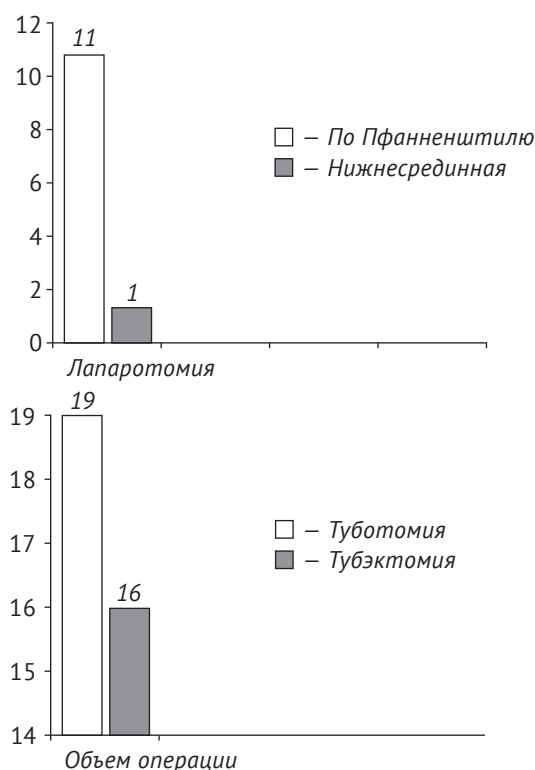 12
11
10
8
6
4
2
0
1
– По Пфанненштилю
– Нижнесрединная
Лапаротомия
19
19
18
17
16
15
14
16
– Туботомия
– Тубэктомия
Объем операции